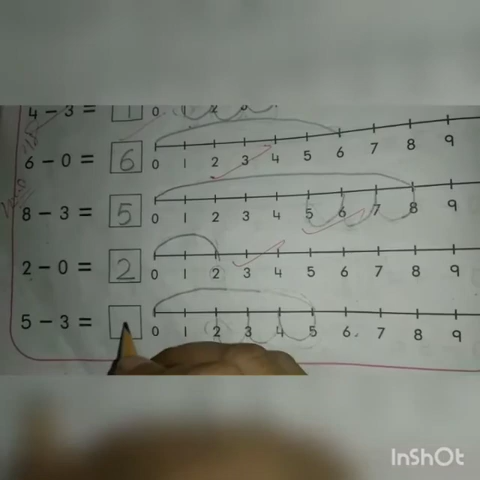 4 - 3 = 1 0 1 2 3
6 - 0 = 6 0 1 2 3 4 5 6 7 8 9
8 - 3 = 5 0 1 2 3 4 5 6 7 8 9
2 - 0 = 2 0 1 2 3 4 5 6 7 8 9
5 - 3 = 0 1 2 3 4 5 6 7 8 9
InShOt